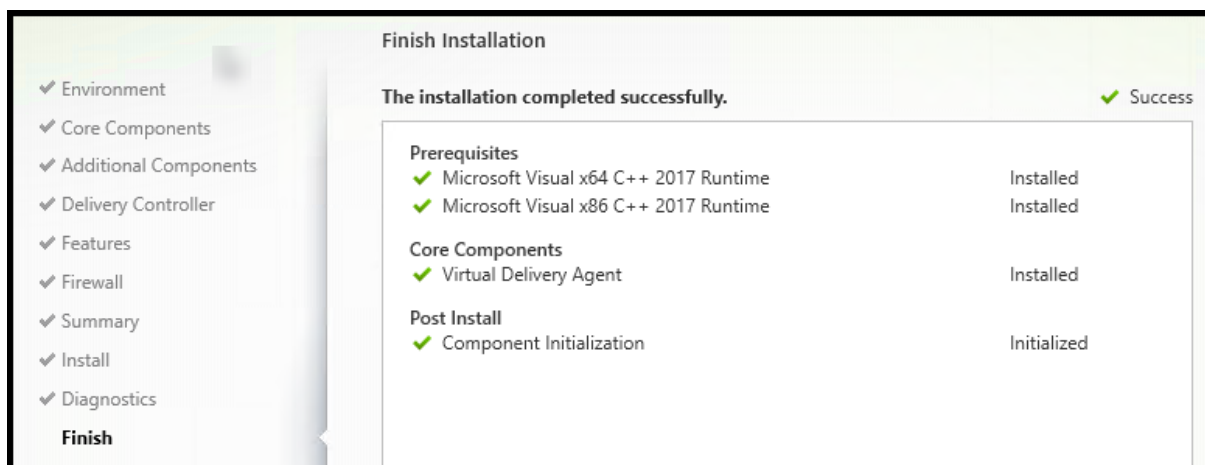 Finish Installation
Environment
Core Components
Additional Components
Delivery Controller
Features
Firewall
Summary
Install
Diagnostics
Finish
The installation completed successfully.
Success
Prerequisites
Microsoft Visual x64 C++ 2017 Runtime Installed
Microsoft Visual x86 C++ 2017 Runtime Installed
Core Components
Virtual Delivery Agent Installed
Post Install
Component Initialization Initialized